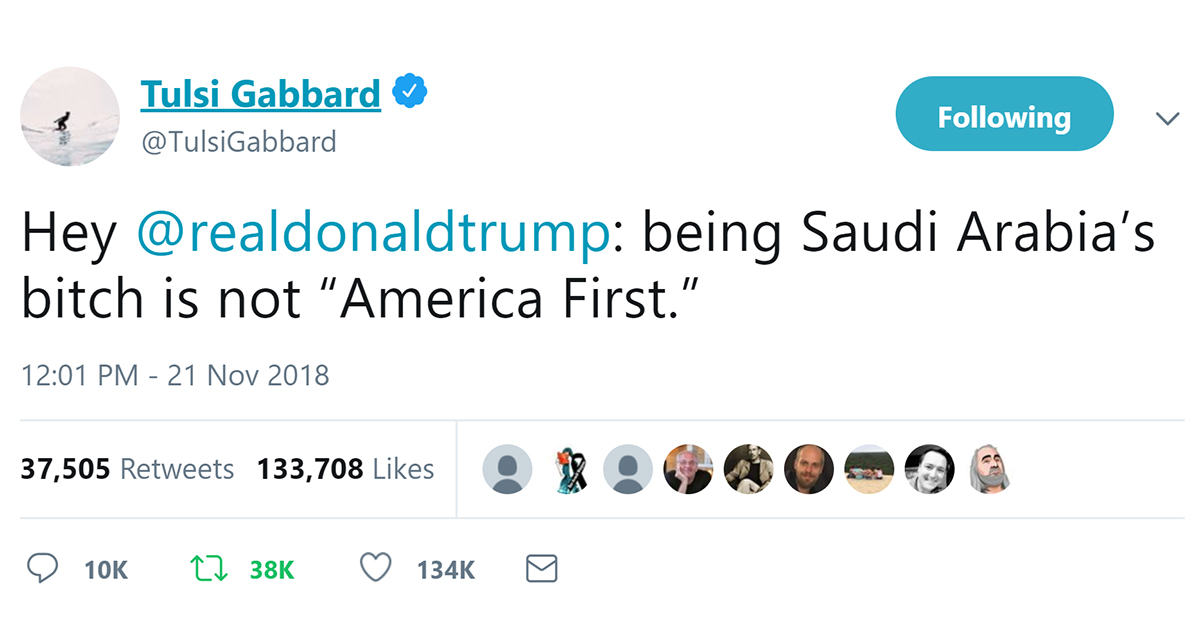 Tulsi Gabbard
@TulsiGabbard
Following
Hey @realdonaldtrump: being Saudi Arabia’s
bitch is not “America First.”
12:01 PM - 21 Nov 2018
37,505 Retweets 133,708 Likes
10K 38K 134K